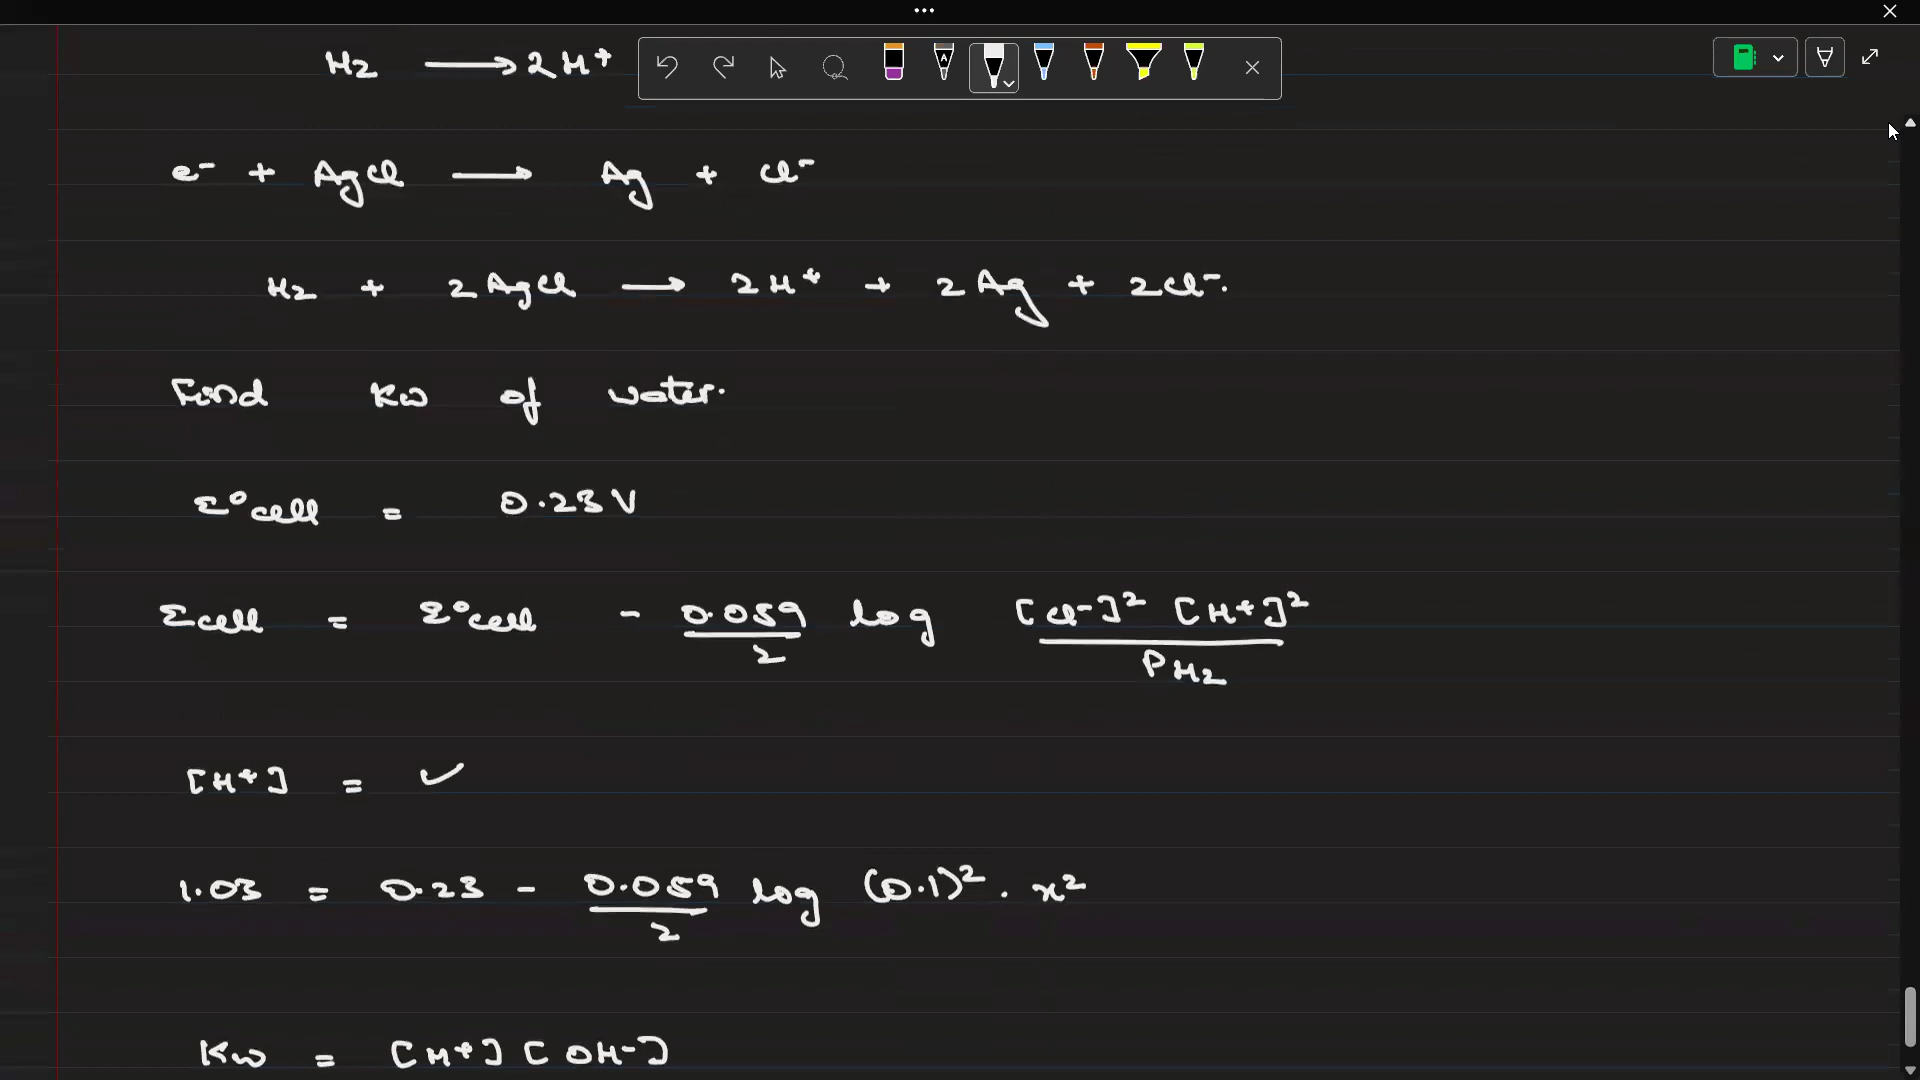 H2 ⟶ 2H+
e- + AgCl ⟶ Ag + Cl-
H2 + 2AgCl ⟶ 2H+ + 2Ag + 2Cl-.
Find Kw of water.
E°cell = 0.23V
Ecell = E°cell - 0.059/2 log [Cl-]² [H+]² / PH2
[H+] = ✓
1.03 = 0.23 - 0.059/2 log (0.1)² . x²
Kw = [H+] [OH-]